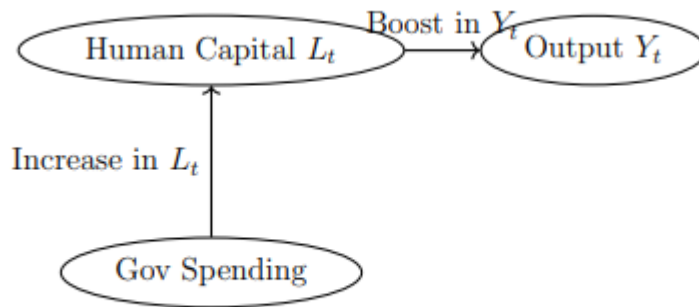 Boost in Y_t
Human Capital L_t
Output Y_t
Increase in L_t
Gov Spending